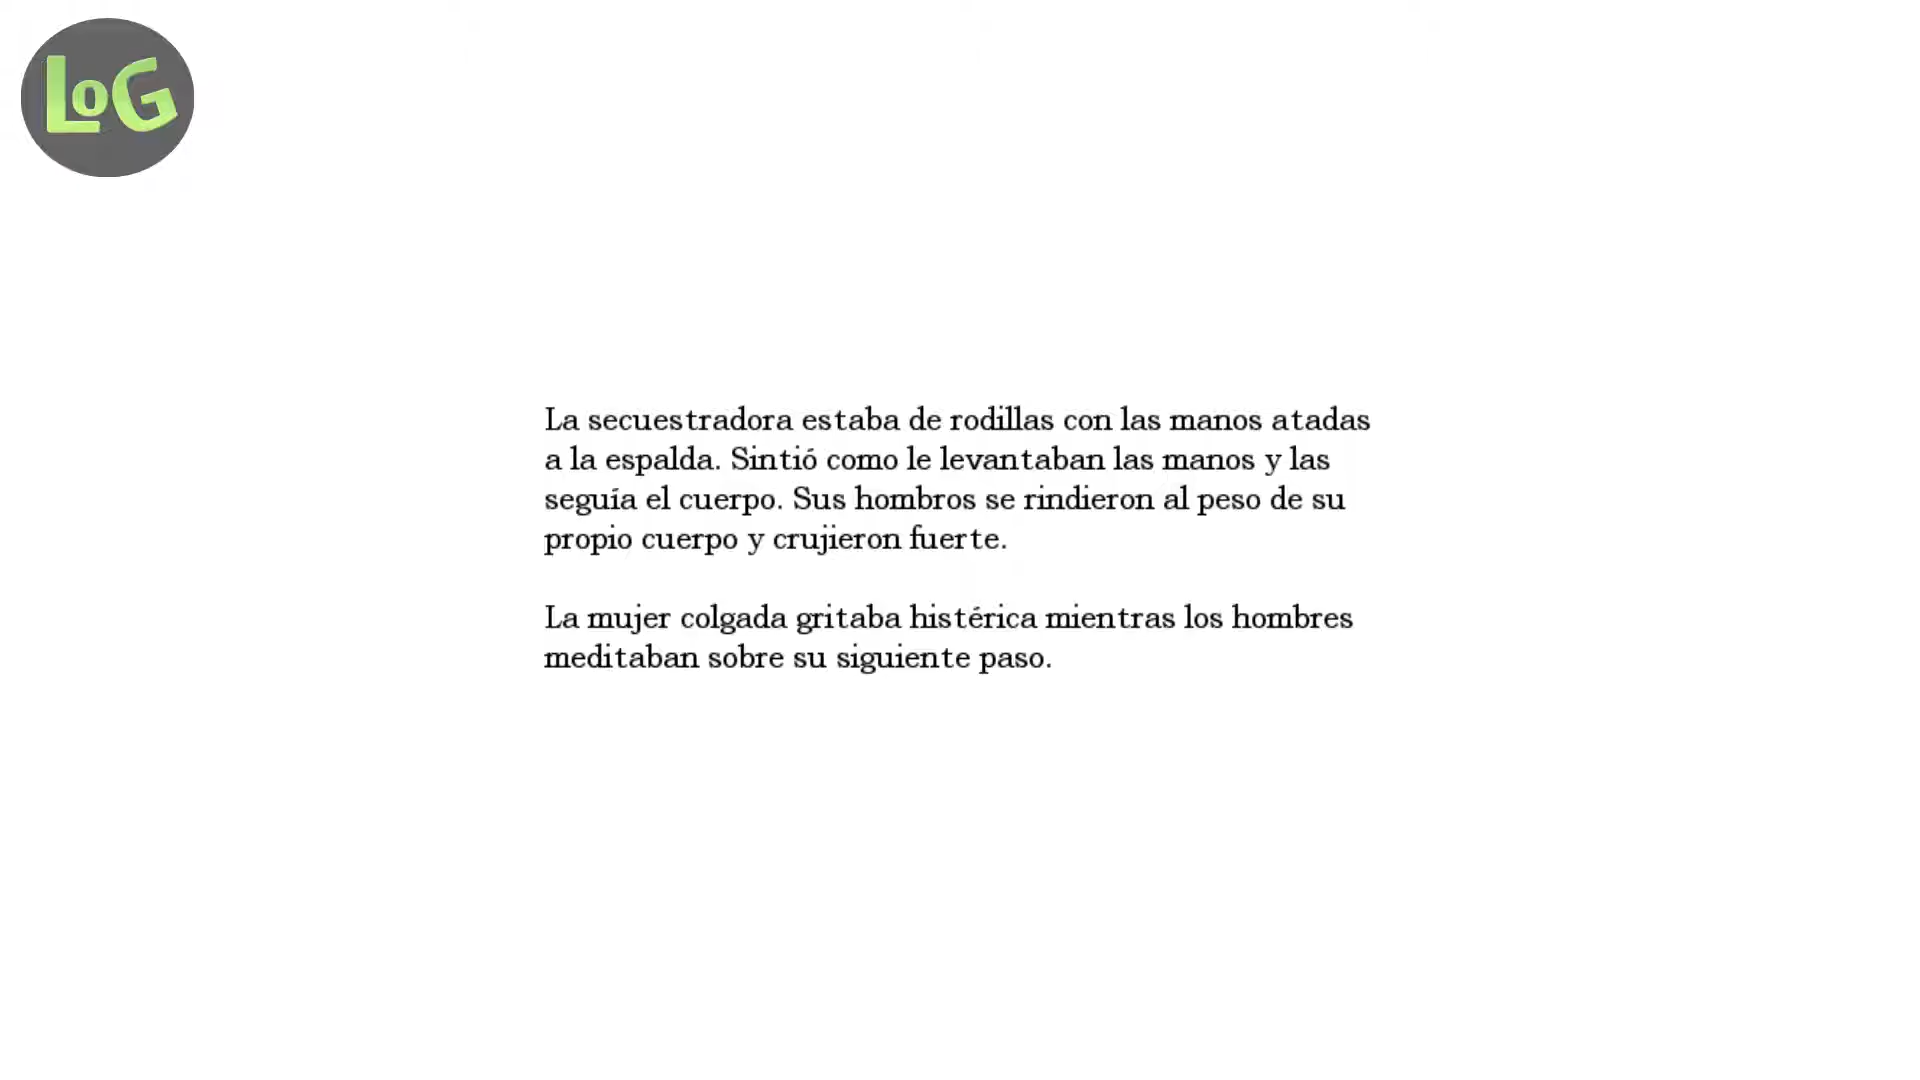 LoG
La secuestradora estaba de rodillas con las manos atadas
a la espalda. Sintió como le levantaban las manos y las
seguía el cuerpo. Sus hombros se rindieron al peso de su
propio cuerpo y crujieron fuerte.
La mujer colgada gritaba histérica mientras los hombres
meditaban sobre su siguiente paso.